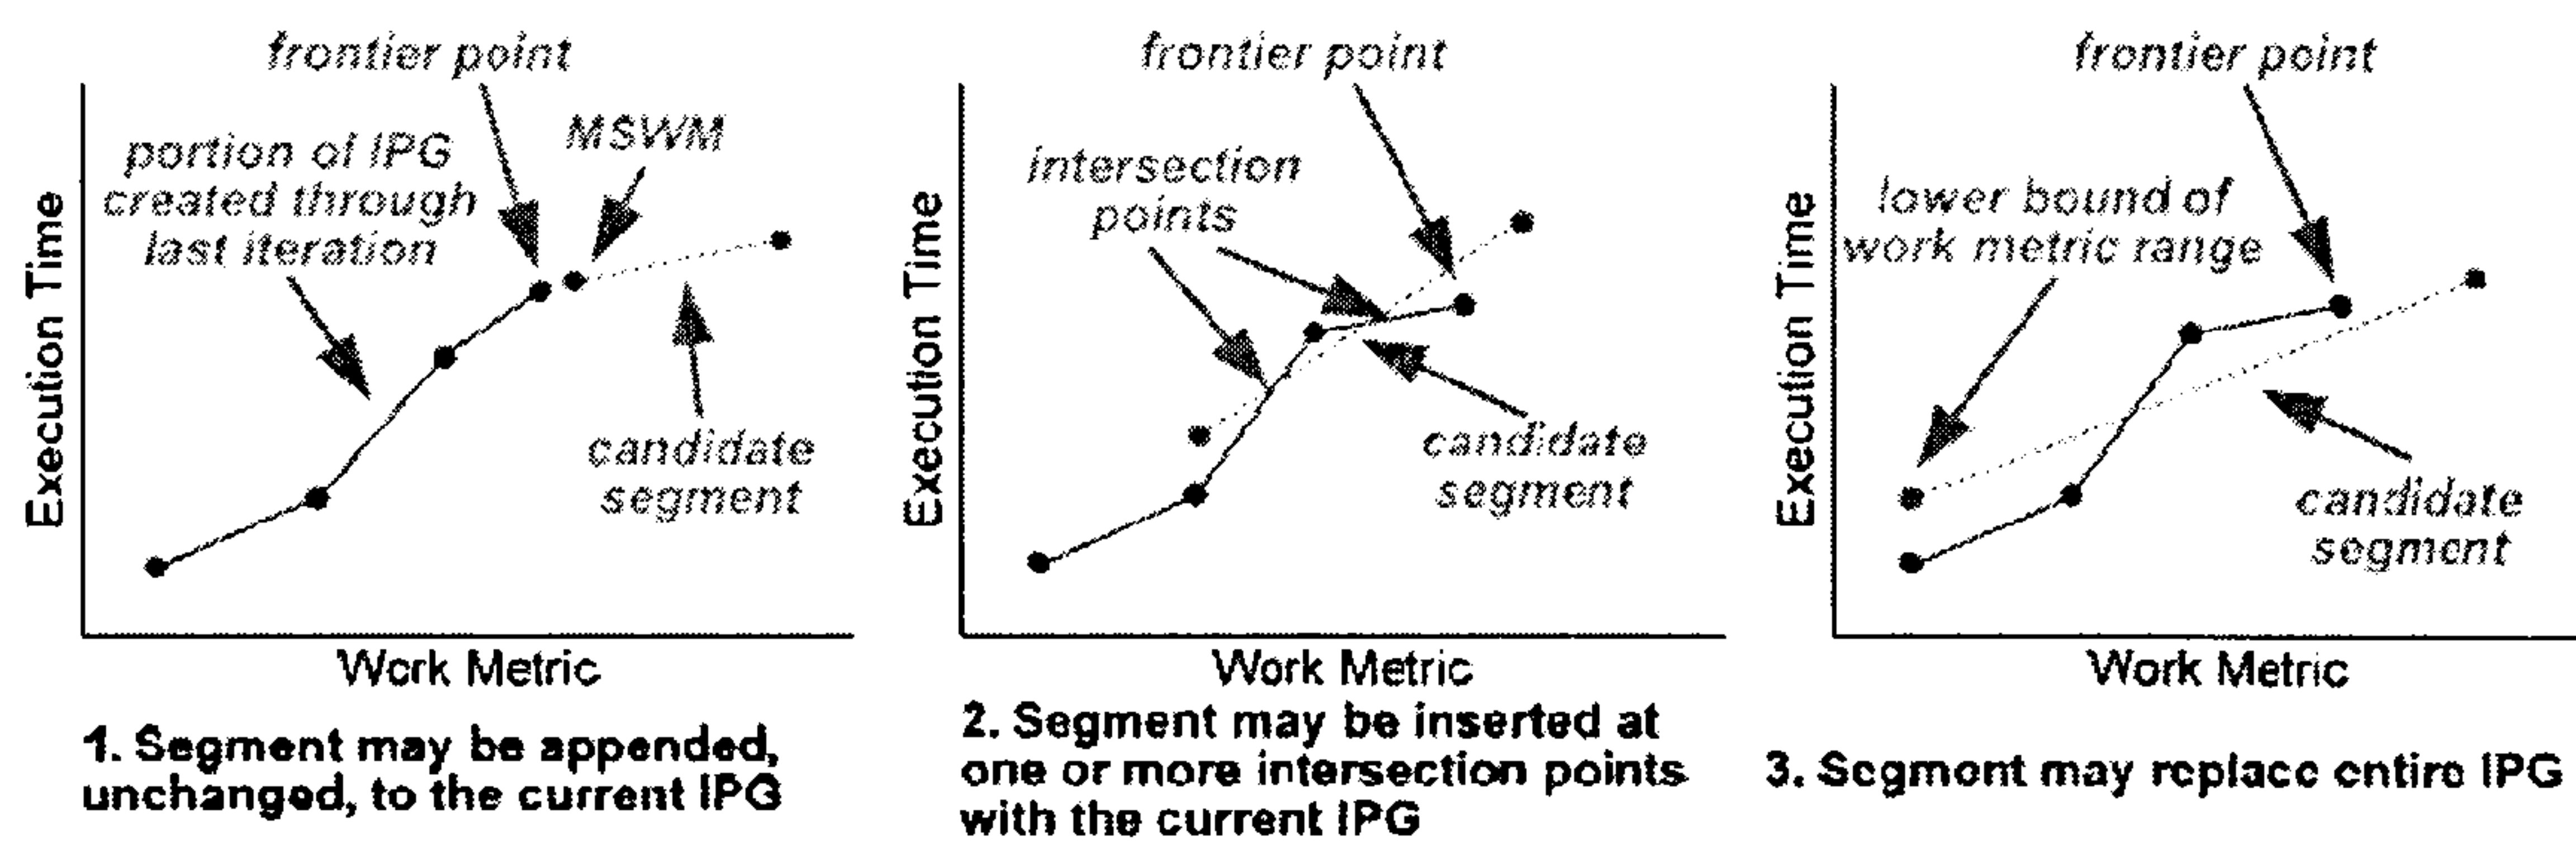 frontier point
MSWM
portion of IPG
created through
last iteration
candidate
segment
Execution Time
Work Metric
1. Segment may be appended,
unchanged, to the current IPG
frontier point
intersection
points
candidate
segment
Execution Time
Work Metric
2. Segment may be inserted at
one or more intersection points
with the current IPG
frontier point
lower bound of
work metric range
candidate
segment
Execution Time
Work Metric
3. Segment may replace entire IPG